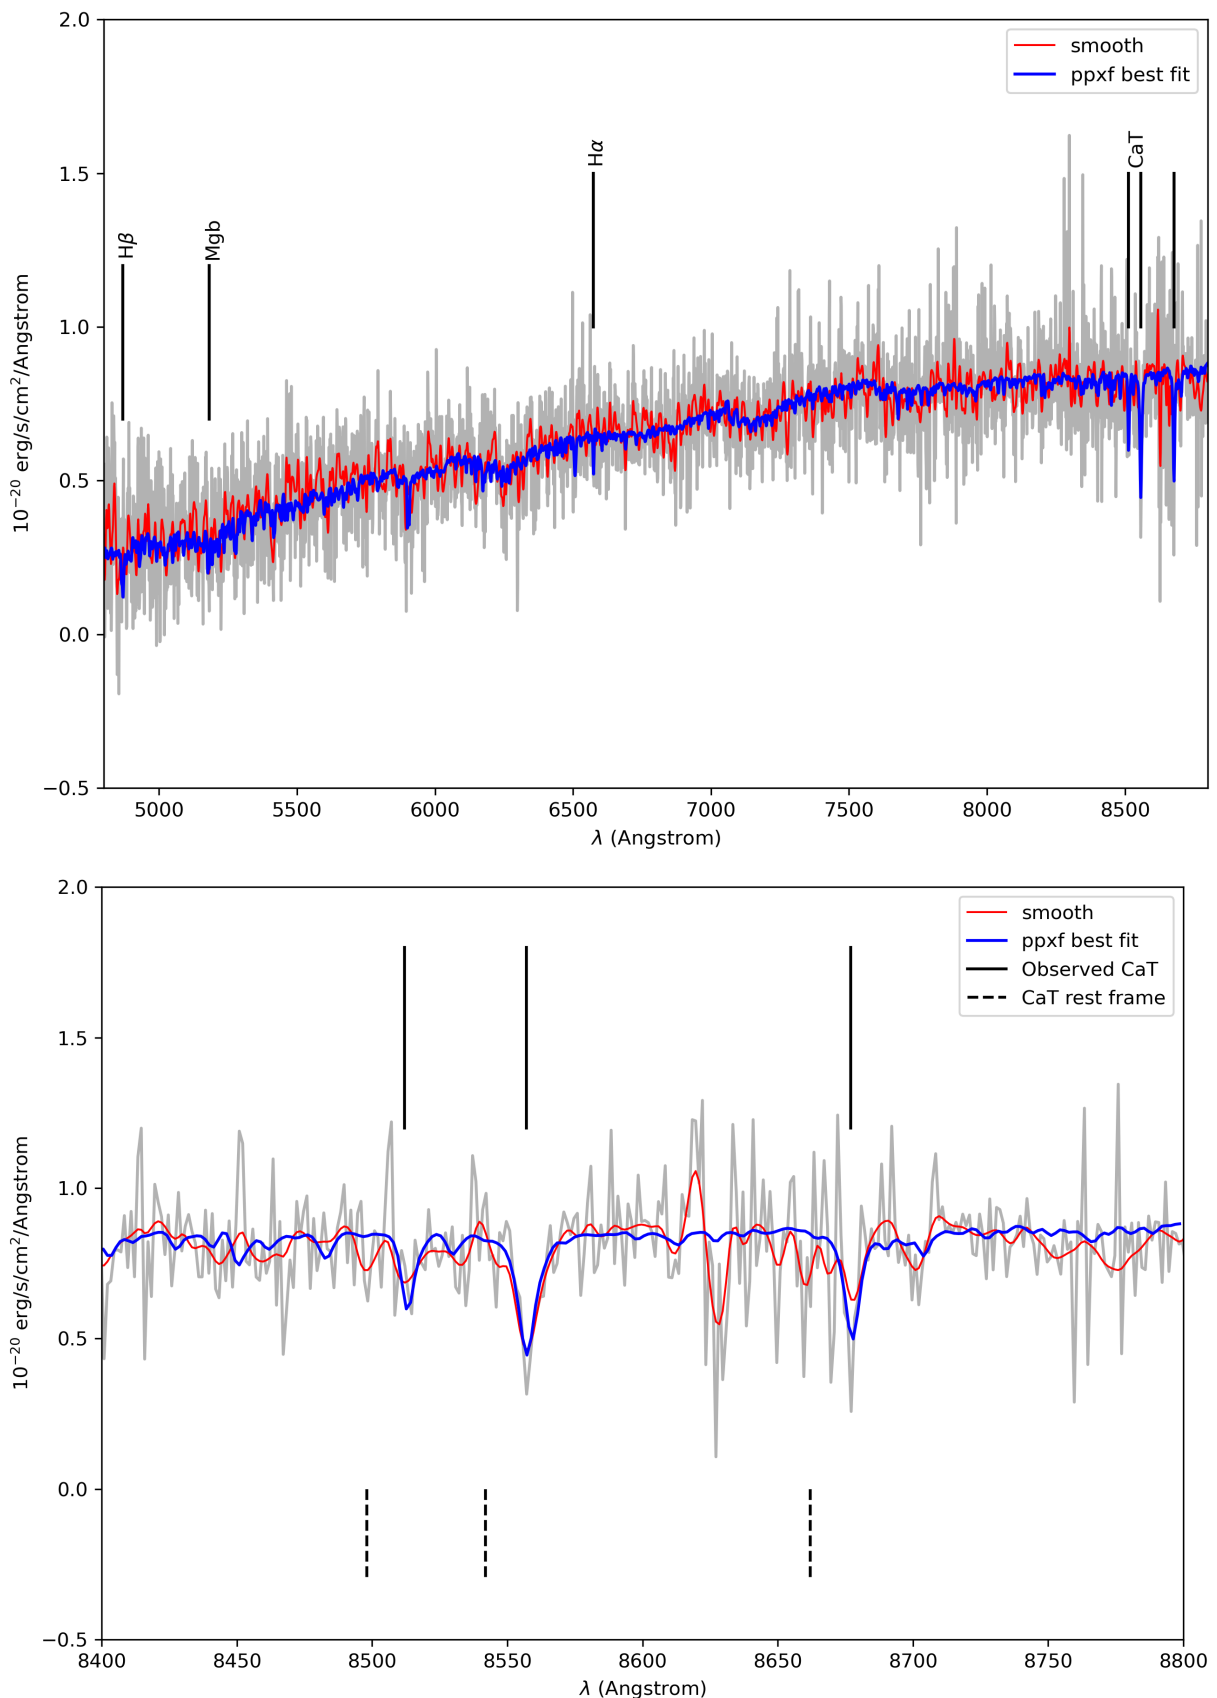 2.0
1.5
1.0
0.5
0.0
−0.5
10⁻²⁰ erg/s/cm²/Angstrom
smooth
ppxf best fit
Hβ
Mgb
Hα
CaT
5000 5500 6000 6500 7000 7500 8000 8500
λ (Angstrom)
2.0
1.5
1.0
0.5
0.0
−0.5
10⁻²⁰ erg/s/cm²/Angstrom
smooth
ppxf best fit
Observed CaT
CaT rest frame
8400 8450 8500 8550 8600 8650 8700 8750 8800
λ (Angstrom)